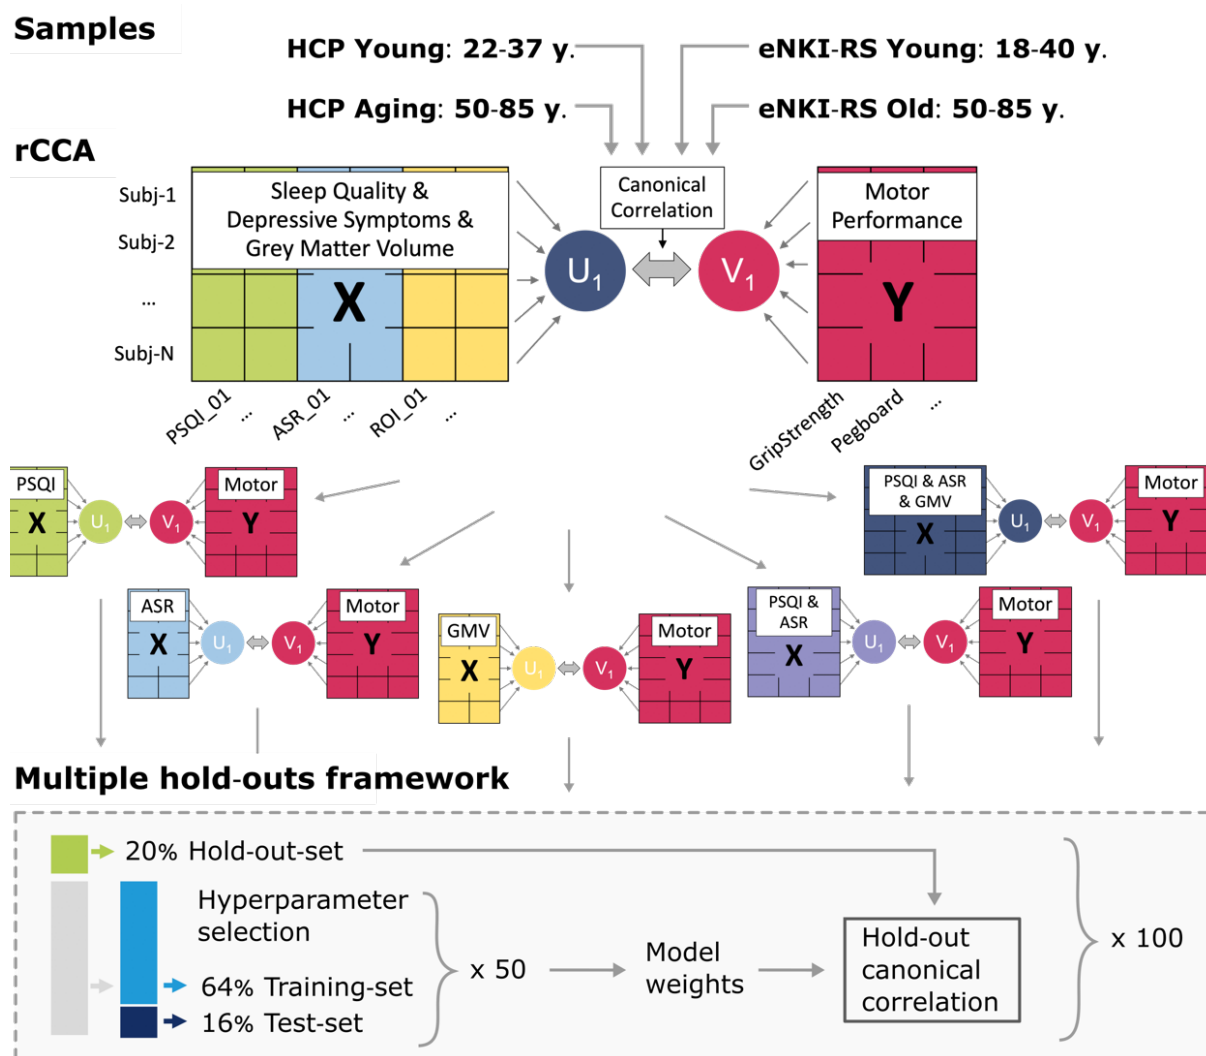 Samples
HCP Young: 22-37 y.
eNKI-RS Young: 18-40 y.
HCP Aging: 50-85 y.
eNKI-RS Old: 50-85 y.
rCCA
Subj-1
Subj-2
...
Subj-N
Sleep Quality &
Depressive Symptoms &
Grey Matter Volume
X
PSQI_01
...
ASR_01
...
ROI_01
...
U1
Canonical
Correlation
V1
Motor
Performance
Y
GripStrength
Pegboard
...
PSQI
X
U1
V1
Motor
Y
ASR
X
U1
V1
Motor
Y
GMV
X
U1
V1
Motor
Y
PSQI &
ASR
X
U1
V1
Motor
Y
PSQI & ASR
& GMV
X
U1
V1
Motor
Y
Multiple hold-outs framework
20% Hold-out-set
Hyperparameter
selection
64% Training-set
16% Test-set
x 50
Model
weights
Hold-out
canonical
correlation
x 100